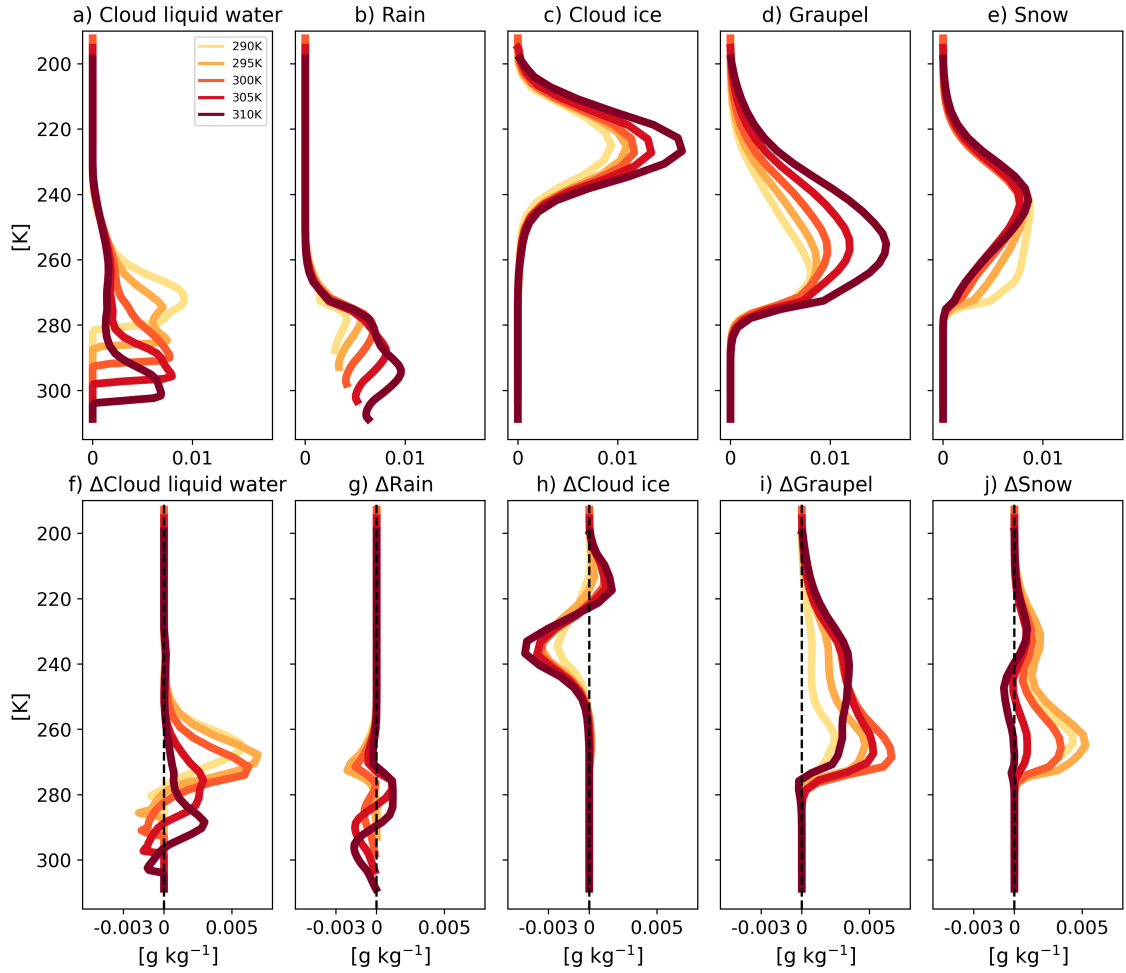 a) Cloud liquid water
b) Rain
c) Cloud ice
d) Graupel
e) Snow
290K
295K
300K
305K
310K
[K]
200
220
240
260
280
300
0 0.01
0 0.01
0 0.01
0 0.01
0 0.01
f) ΔCloud liquid water
g) ΔRain
h) ΔCloud ice
i) ΔGraupel
j) ΔSnow
[K]
200
220
240
260
280
300
-0.003 0 0.005
-0.003 0 0.005
-0.003 0 0.005
-0.003 0 0.005
-0.003 0 0.005
[g kg⁻¹]
[g kg⁻¹]
[g kg⁻¹]
[g kg⁻¹]
[g kg⁻¹]